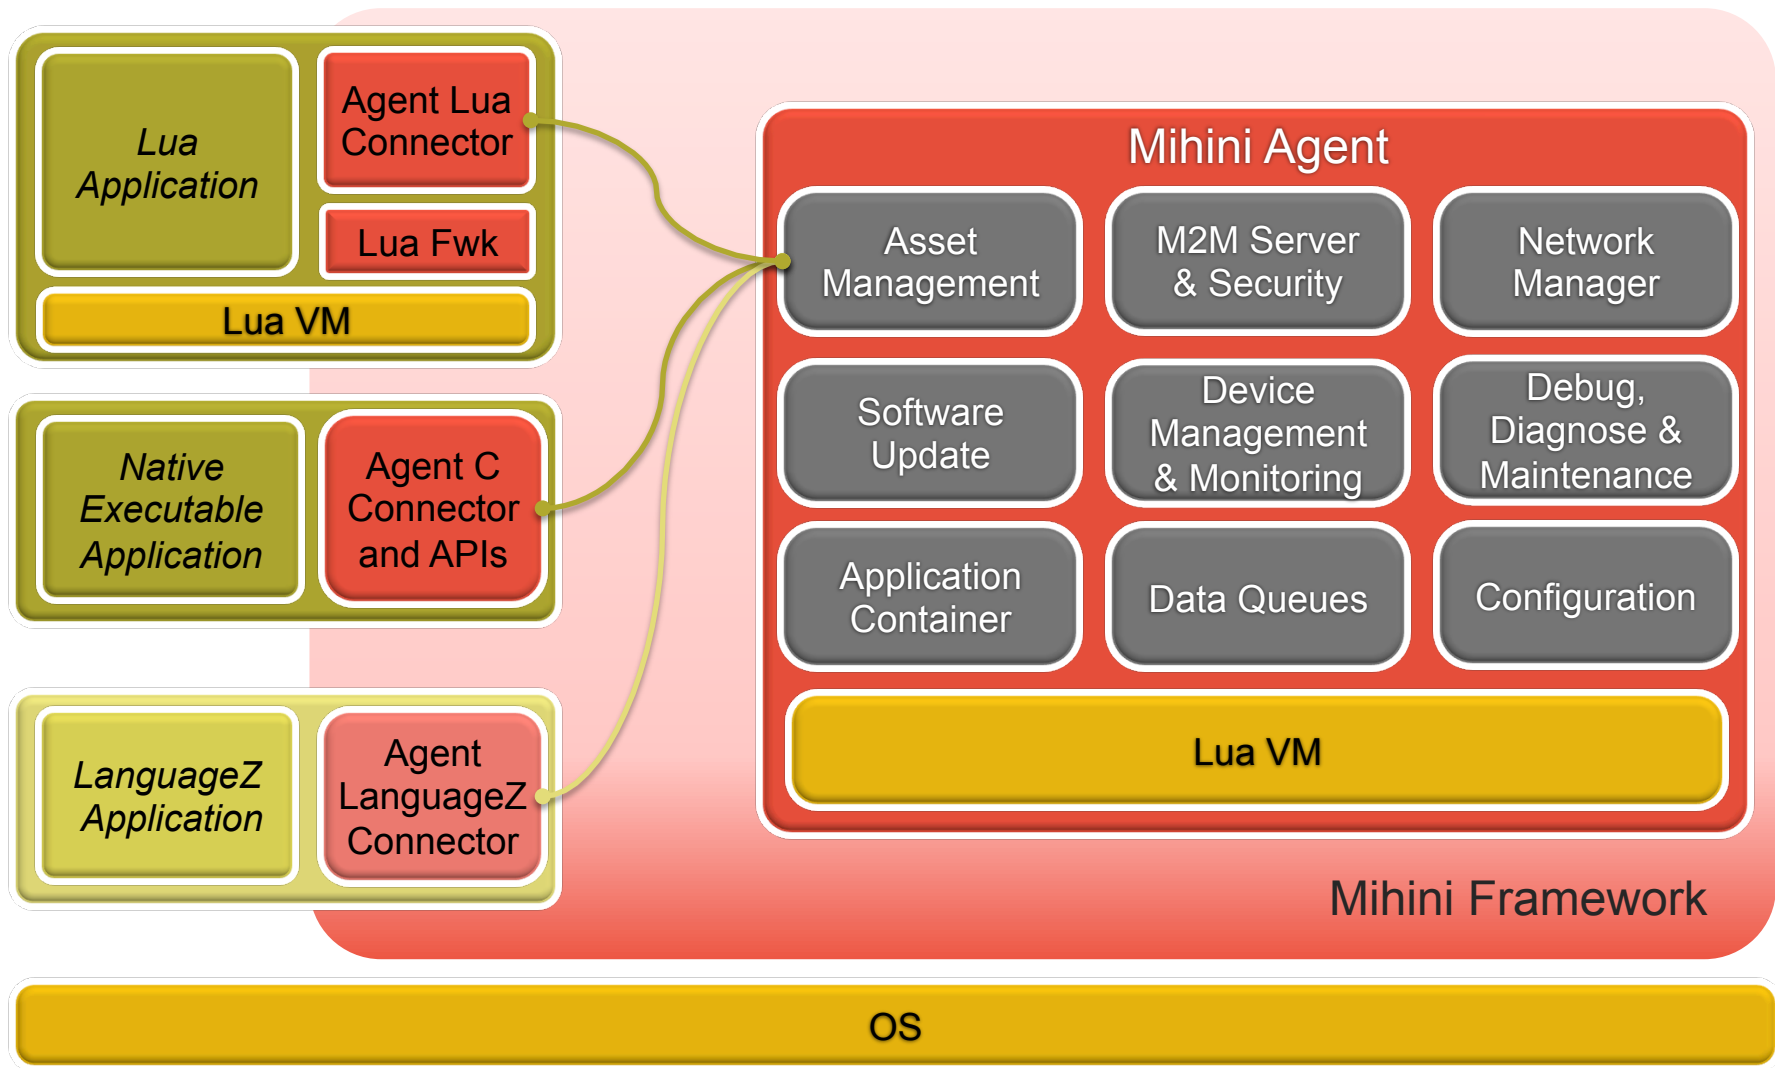 Lua
Application
Agent Lua
Connector
Lua Fwk
Lua VM
Native
Executable
Application
Agent C
Connector
and APIs
LanguageZ
Application
Agent
LanguageZ
Connector
Mihini Agent
Asset
Management
M2M Server
& Security
Network
Manager
Software
Update
Device
Management
& Monitoring
Debug,
Diagnose &
Maintenance
Application
Container
Data Queues
Configuration
Lua VM
Mihini Framework
OS